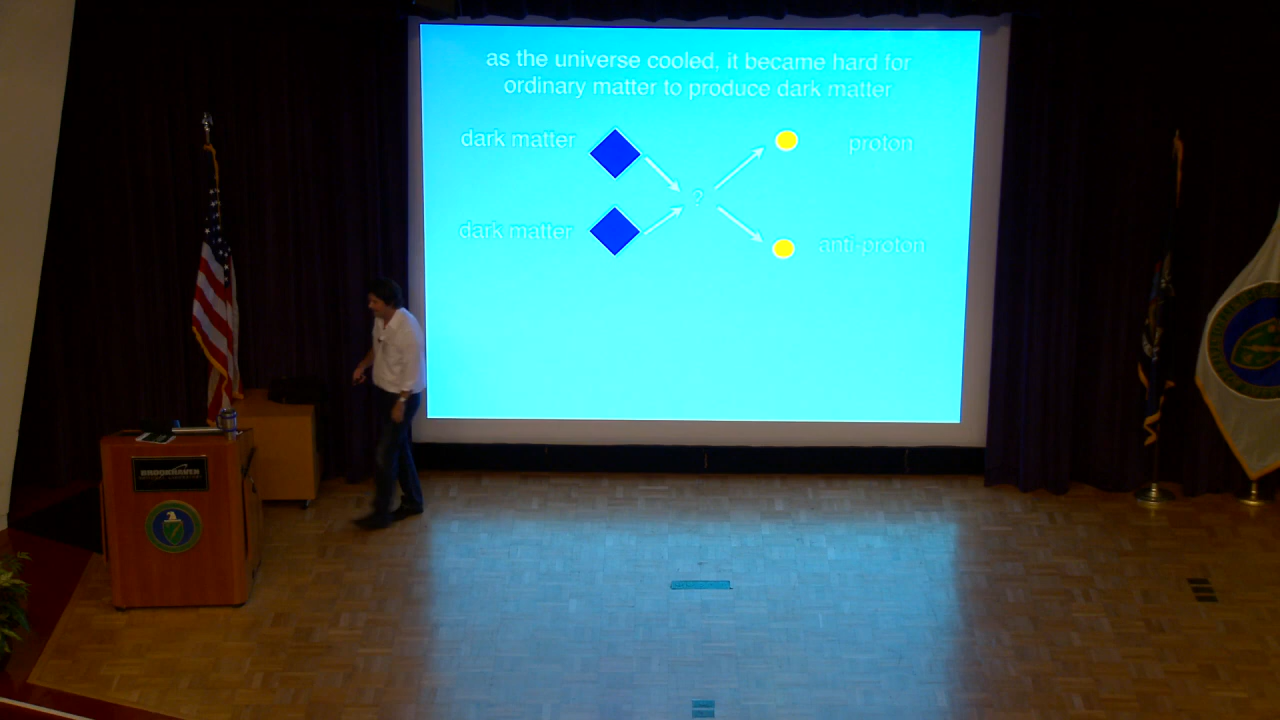 as the universe cooled, it became hard for
ordinary matter to produce dark matter
dark matter
proton
?
dark matter
anti-proton
BROOKHAVEN